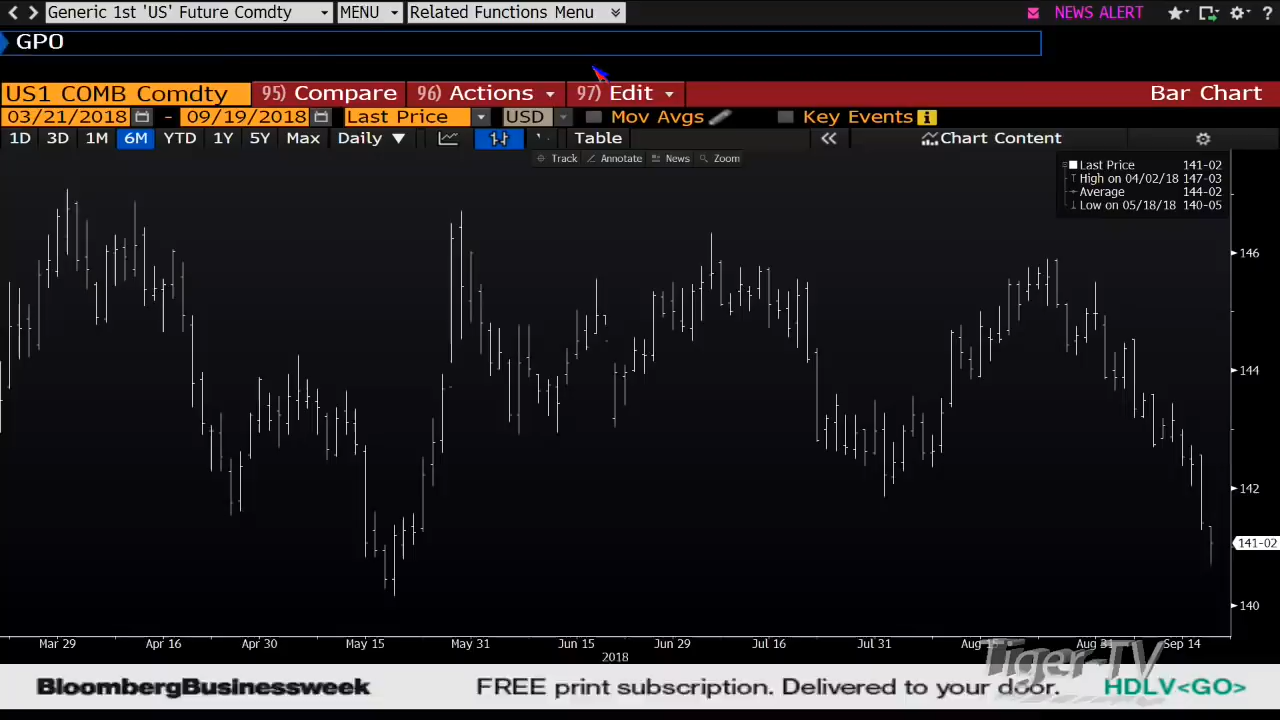 Generic 1st 'US' Future Comdty MENU Related Functions Menu NEWS ALERT ?
GPO
US1 COMB Comdty 95) Compare 96) Actions 97) Edit Bar Chart
03/21/2018 - 09/19/2018 Last Price USD Mov Avgs Key Events i
1D 3D 1M 6M YTD 1Y 5Y Max Daily Table Chart Content
Track Annotate News Zoom
Last Price 141-02
High on 04/02/18 147-03
Average 144-02
Low on 05/18/18 140-05
146
144
142
141-02
140
Mar 29 Apr 16 Apr 30 May 15 May 31 Jun 15 Jun 29 Jul 16 Jul 31 Aug 15 Aug 31 Sep 14
2018
Tiger-TV
BloombergBusinessweek FREE print subscription. Delivered to your door. HDLV<GO>